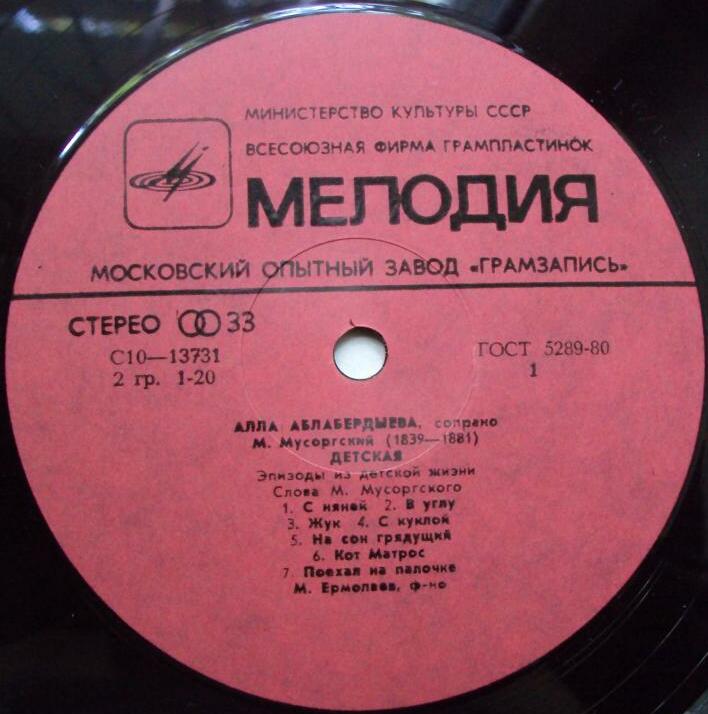 МИНИСТЕРСТВО КУЛЬТУРЫ СССР
ВСЕСОЮЗНАЯ ФИРМА ГРАМПЛАСТИНОК
МЕЛОДИЯ
МОСКОВСКИЙ ОПЫТНЫЙ ЗАВОД «ГРАМЗАПИСЬ»
СТЕРЕО 33
С10—13731
2 гр. 1-20
ГОСТ 5289-80
1
АЛЛА АБЛАБЕРДЫЕВА, сопрано
М. Мусоргский (1839—1881)
ДЕТСКАЯ
Эпизоды из детской жизни
Слова М. Мусоргского
1. С няней 2. В углу
3. Жук 4. С куклой
5. На сон грядущий
6. Кот Матрос
7. Поехал на палочке
М. Ермолаев, ф-но